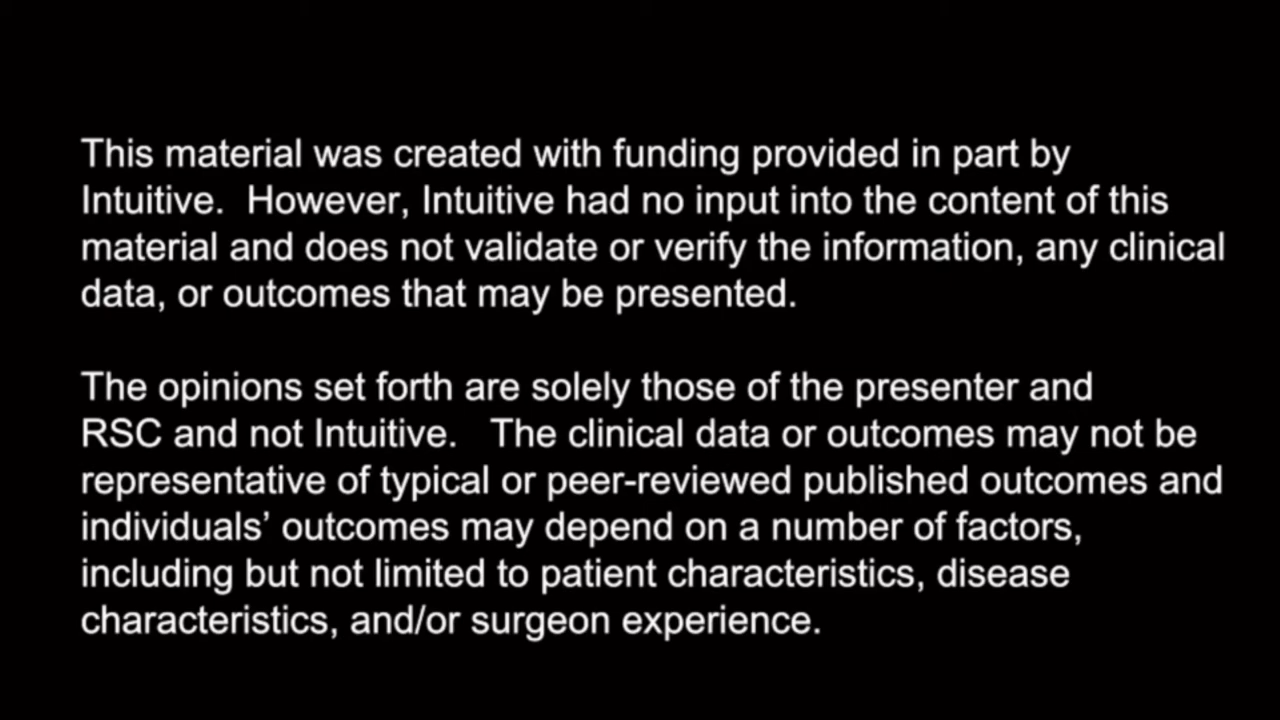 This material was created with funding provided in part by
Intuitive.  However, Intuitive had no input into the content of this
material and does not validate or verify the information, any clinical
data, or outcomes that may be presented.
The opinions set forth are solely those of the presenter and
RSC and not Intuitive.   The clinical data or outcomes may not be
representative of typical or peer-reviewed published outcomes and
individuals’ outcomes may depend on a number of factors,
including but not limited to patient characteristics, disease
characteristics, and/or surgeon experience.